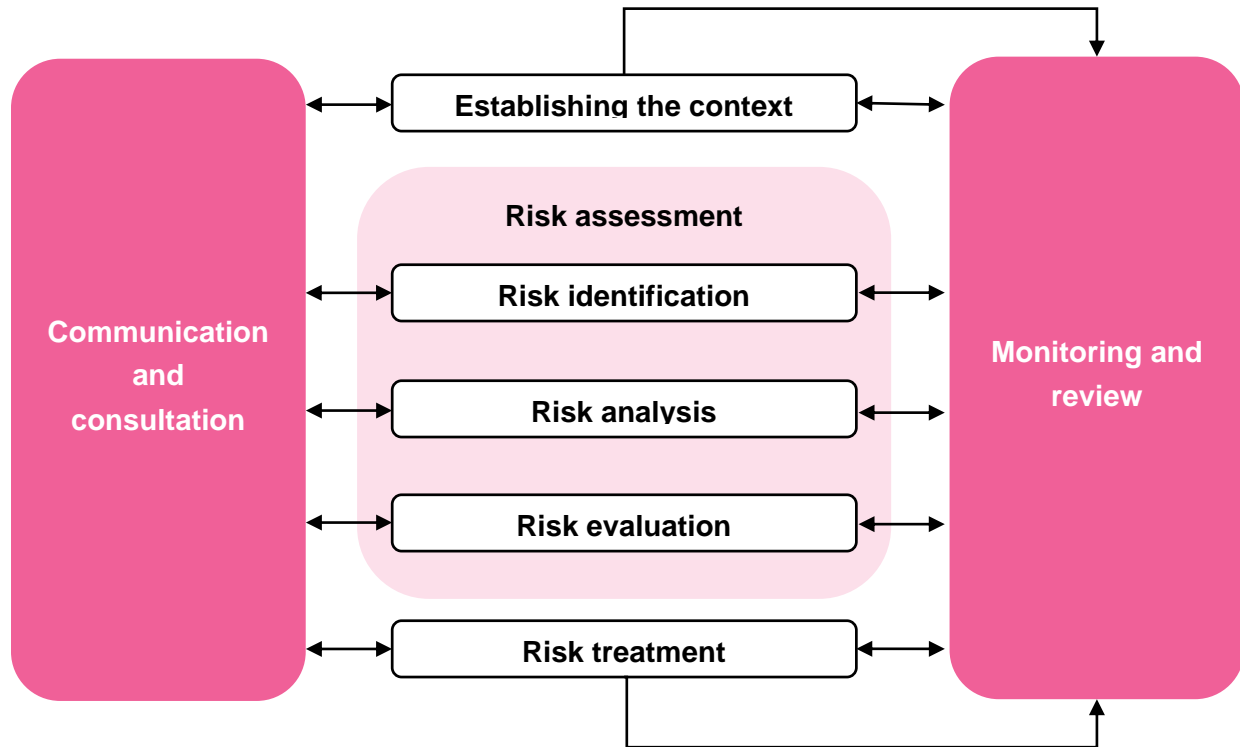 Establishing the context
Risk assessment
Risk identification
Communication
and
consultation
Monitoring and
review
Risk analysis
Risk evaluation
Risk treatment